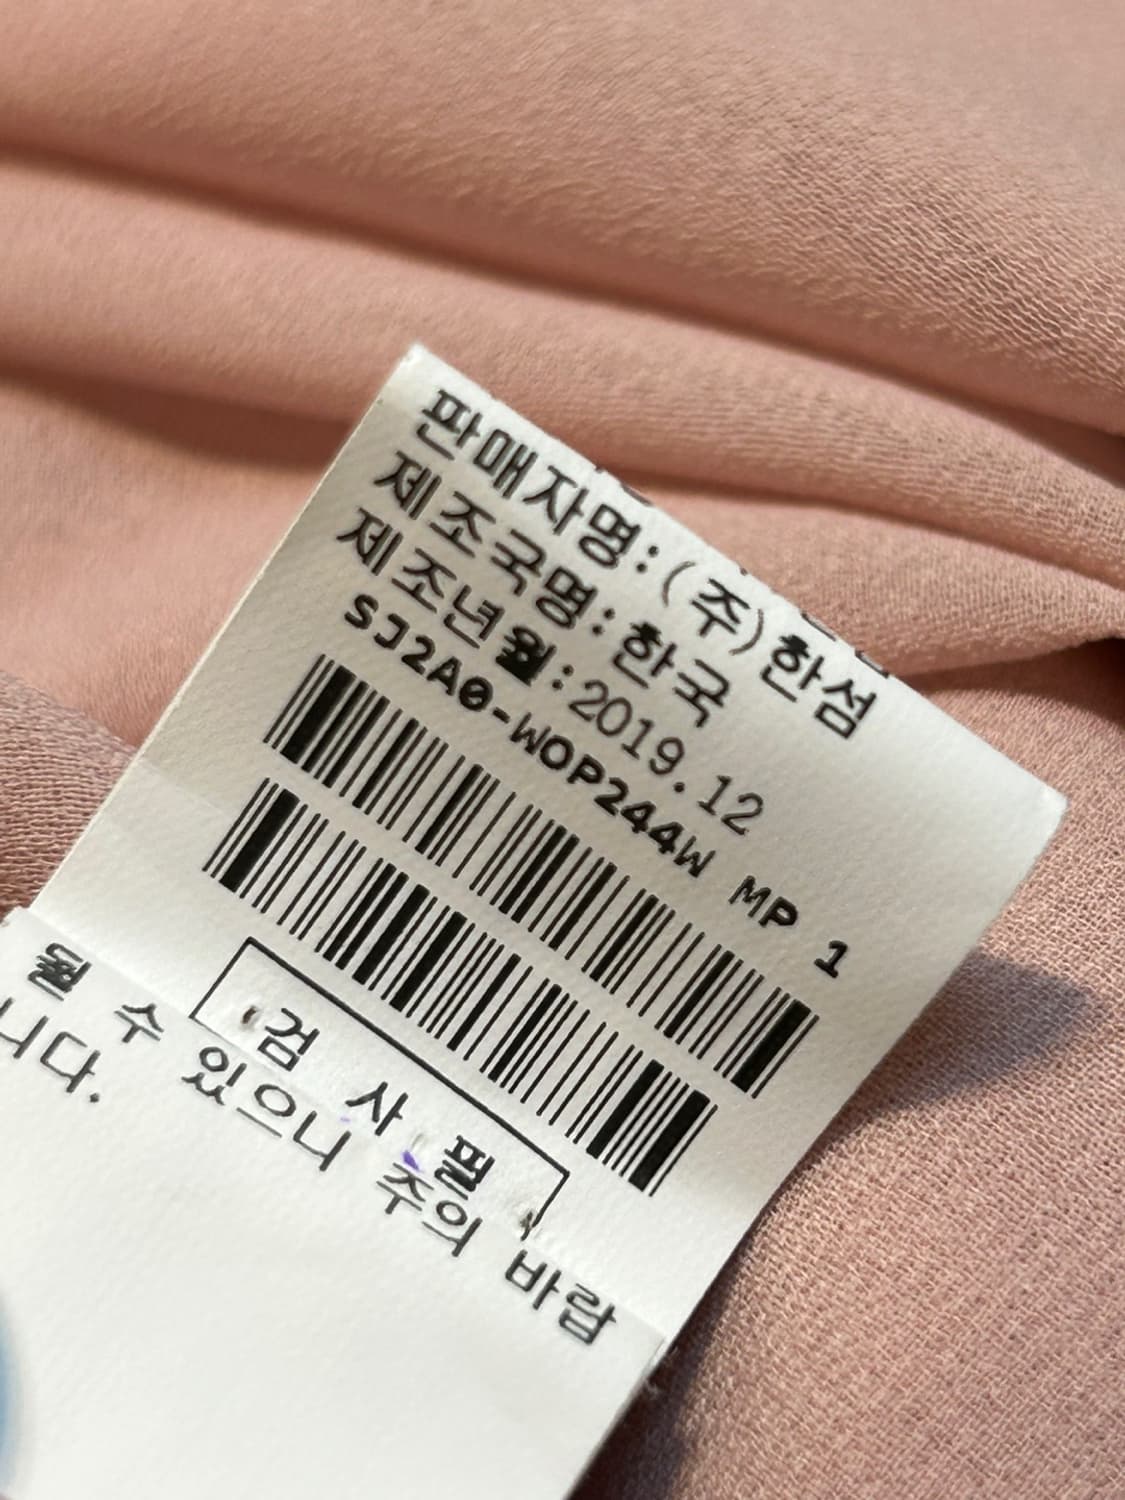 판매자명:(주)한섬
제조국명:한국
제조년월:2019.12
SJ2A0-WOP244W MP 1
검 사 필
될 수 있으니 주의 바랍
니다.